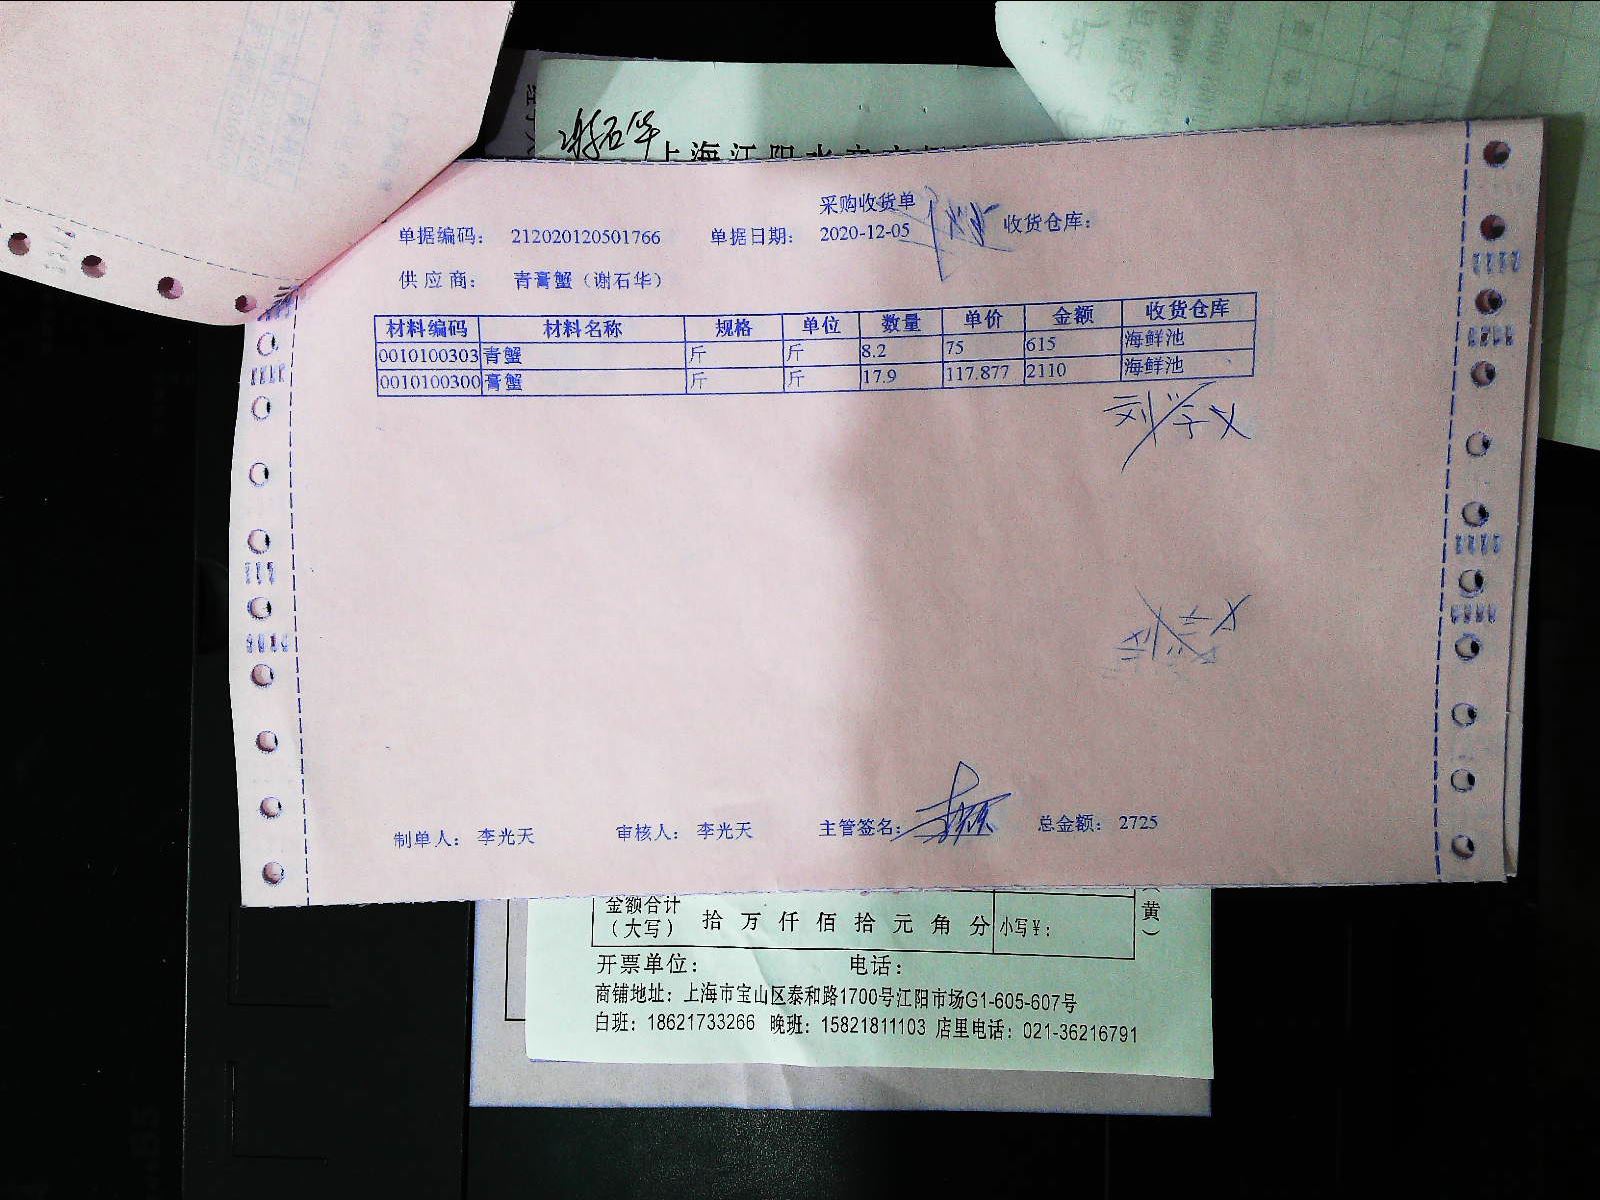 谢石华
上海江阳水产
采购收货单
单据编码： 212020120501766 单据日期： 2020-12-05 收货仓库：
供应商： 青膏蟹（谢石华）
材料编码 材料名称 规格 单位 数量 单价 金额 收货仓库
0010100303 青蟹 斤 斤 8.2 75 615 海鲜池
0010100300 膏蟹 斤 斤 17.9 117.877 2110 海鲜池
制单人： 李光天 审核人： 李光天 主管签名： 总金额： 2725
金额合计（大写） 拾 万 仟 佰 拾 元 角 分 小写￥：
（黄）
开票单位： 电话：
商铺地址：上海市宝山区泰和路1700号江阳市场G1-605-607号
白班：18621733266 晚班：15821811103 店里电话：021-36216791